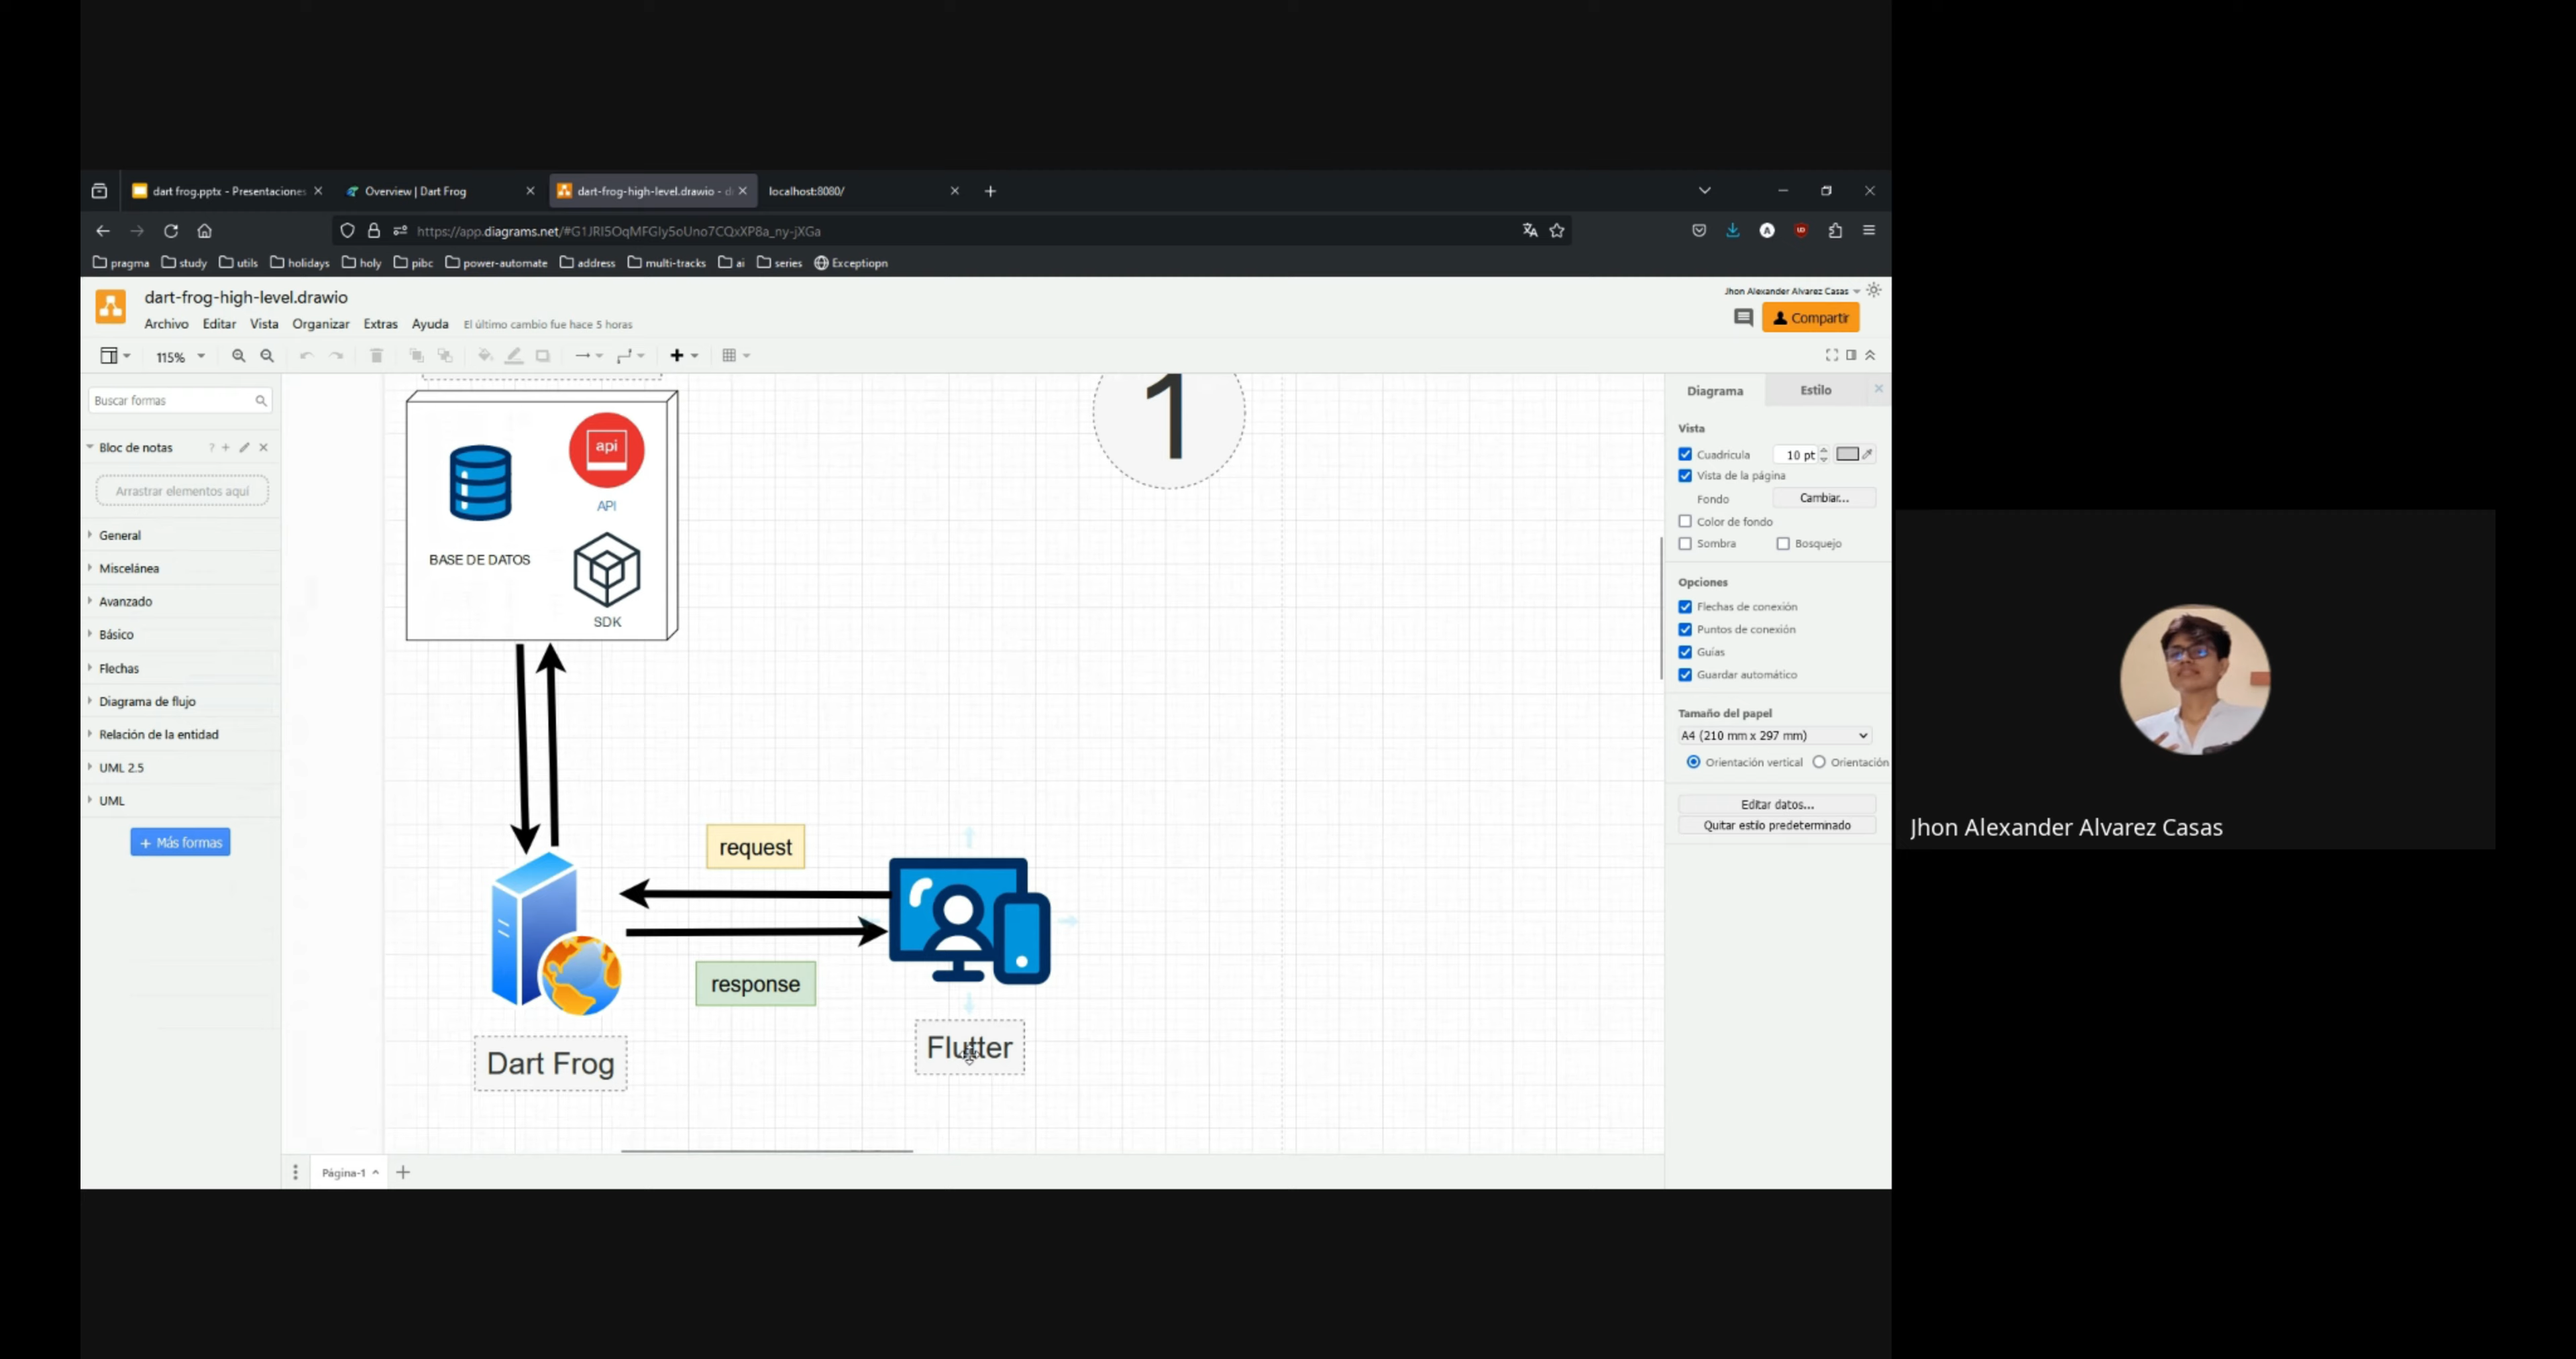 dart frog.pptx - Presentaciones
Overview | Dart Frog
dart-frog-high-level.drawio - d
localhost:8080/
https://app.diagrams.net/#G1JRI5OqMFGIy5oUno7CQxXP8a_ny-jXGa
pragma
study
utils
holidays
holy
pibc
power-automate
address
multi-tracks
ai
series
Exceptiopn
dart-frog-high-level.drawio
Jhon Alexander Alvarez Casas
Archivo
Editar
Vista
Organizar
Extras
Ayuda
El último cambio fue hace 5 horas
Compartir
115%
Buscar formas
Bloc de notas
Arrastrar elementos aquí
General
Miscelánea
Avanzado
Básico
Flechas
Diagrama de flujo
Relación de la entidad
UML 2.5
UML
+ Más formas
1
api
API
BASE DE DATOS
SDK
request
response
Dart Frog
Flutter
Diagrama
Estilo
Vista
Cuadrícula
10 pt
Vista de la página
Fondo
Cambiar...
Color de fondo
Sombra
Bosquejo
Opciones
Flechas de conexión
Puntos de conexión
Guías
Guardar automático
Tamaño del papel
A4 (210 mm x 297 mm)
Orientación vertical
Orientación
Editar datos...
Quitar estilo predeterminado
Página-1
Jhon Alexander Alvarez Casas